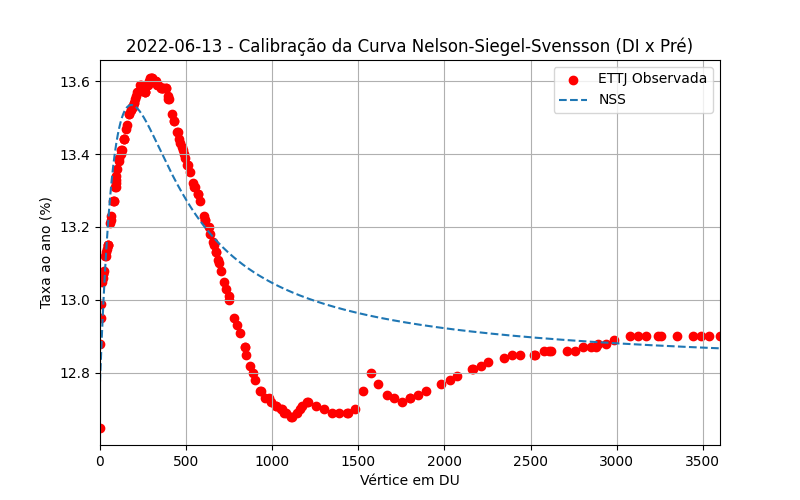 2022-06-13 - Calibração da Curva Nelson-Siegel-Svensson (DI x Pré)
ETTJ Observada
NSS
Taxa ao ano (%)
13.6
13.4
13.2
13.0
12.8
0
500
1000
1500
2000
2500
3000
3500
Vértice em DU